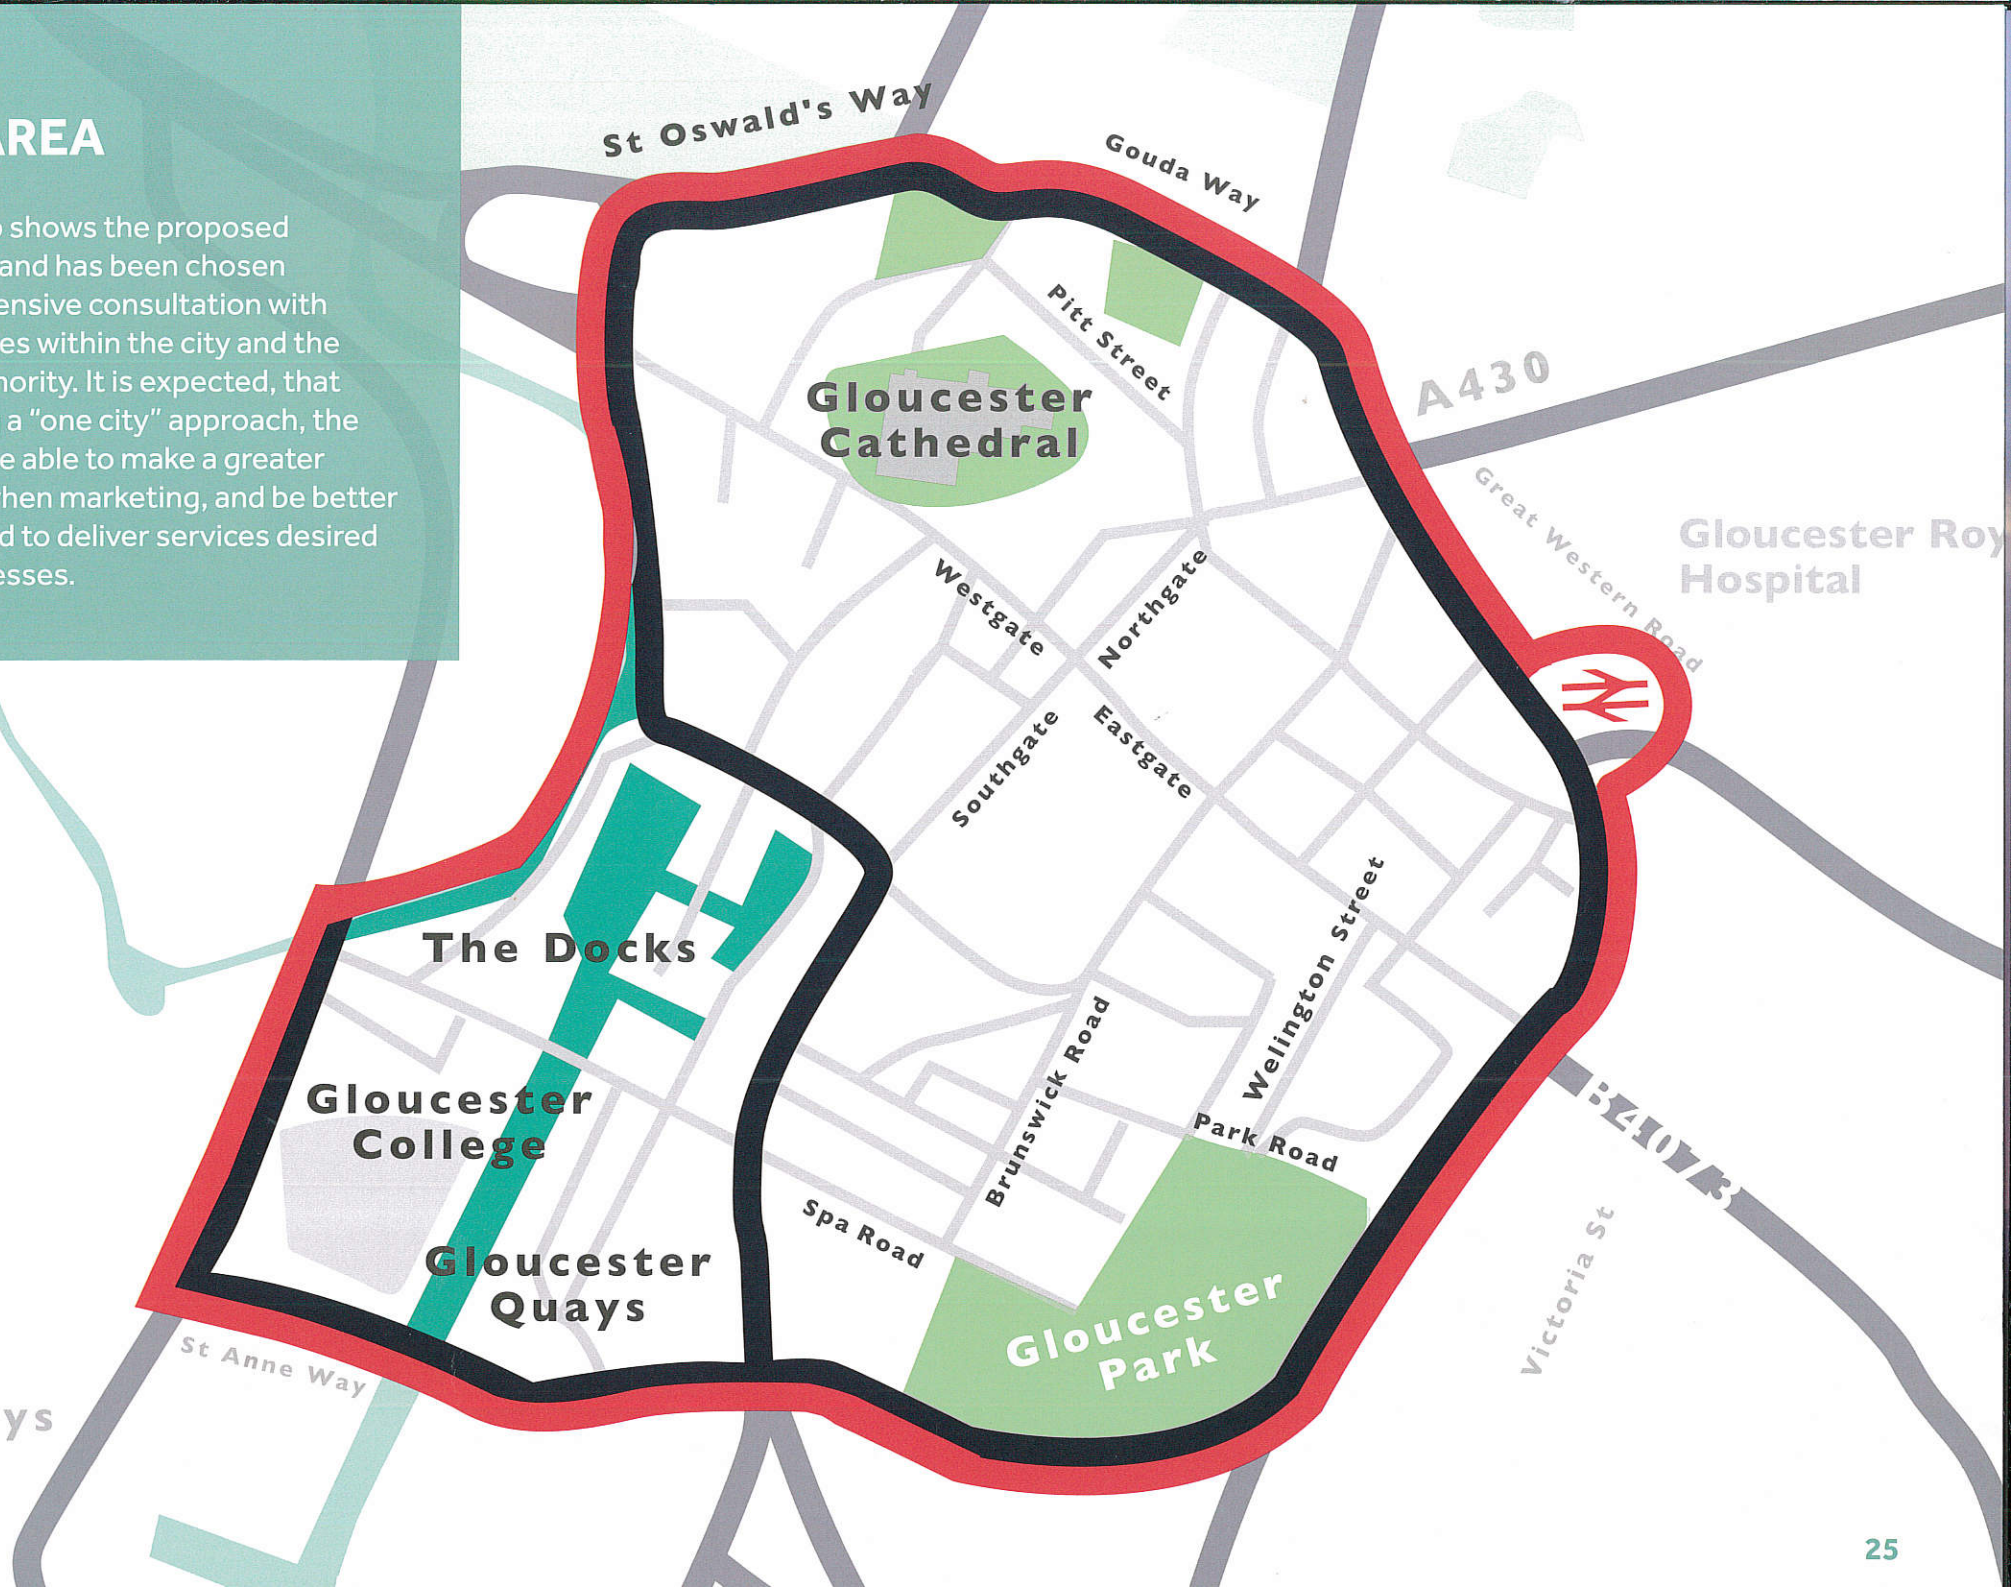 AREA
shows the proposed
and has been chosen
ensive consultation with
es within the city and the
hority. It is expected, that
a “one city” approach, the
e able to make a greater
hen marketing, and be better
d to deliver services desired
esses.
St Oswald's Way
Gouda Way
Pitt Street
A430
Gloucester
Cathedral
Great Western Road
Gloucester Roy
Hospital
Westgate
Northgate
Southgate
Eastgate
Welington Street
The Docks
Brunswick Road
Gloucester
College
Park Road
B4073
Spa Road
Gloucester
Quays
Gloucester
Park
Victoria St
St Anne Way
ys
25